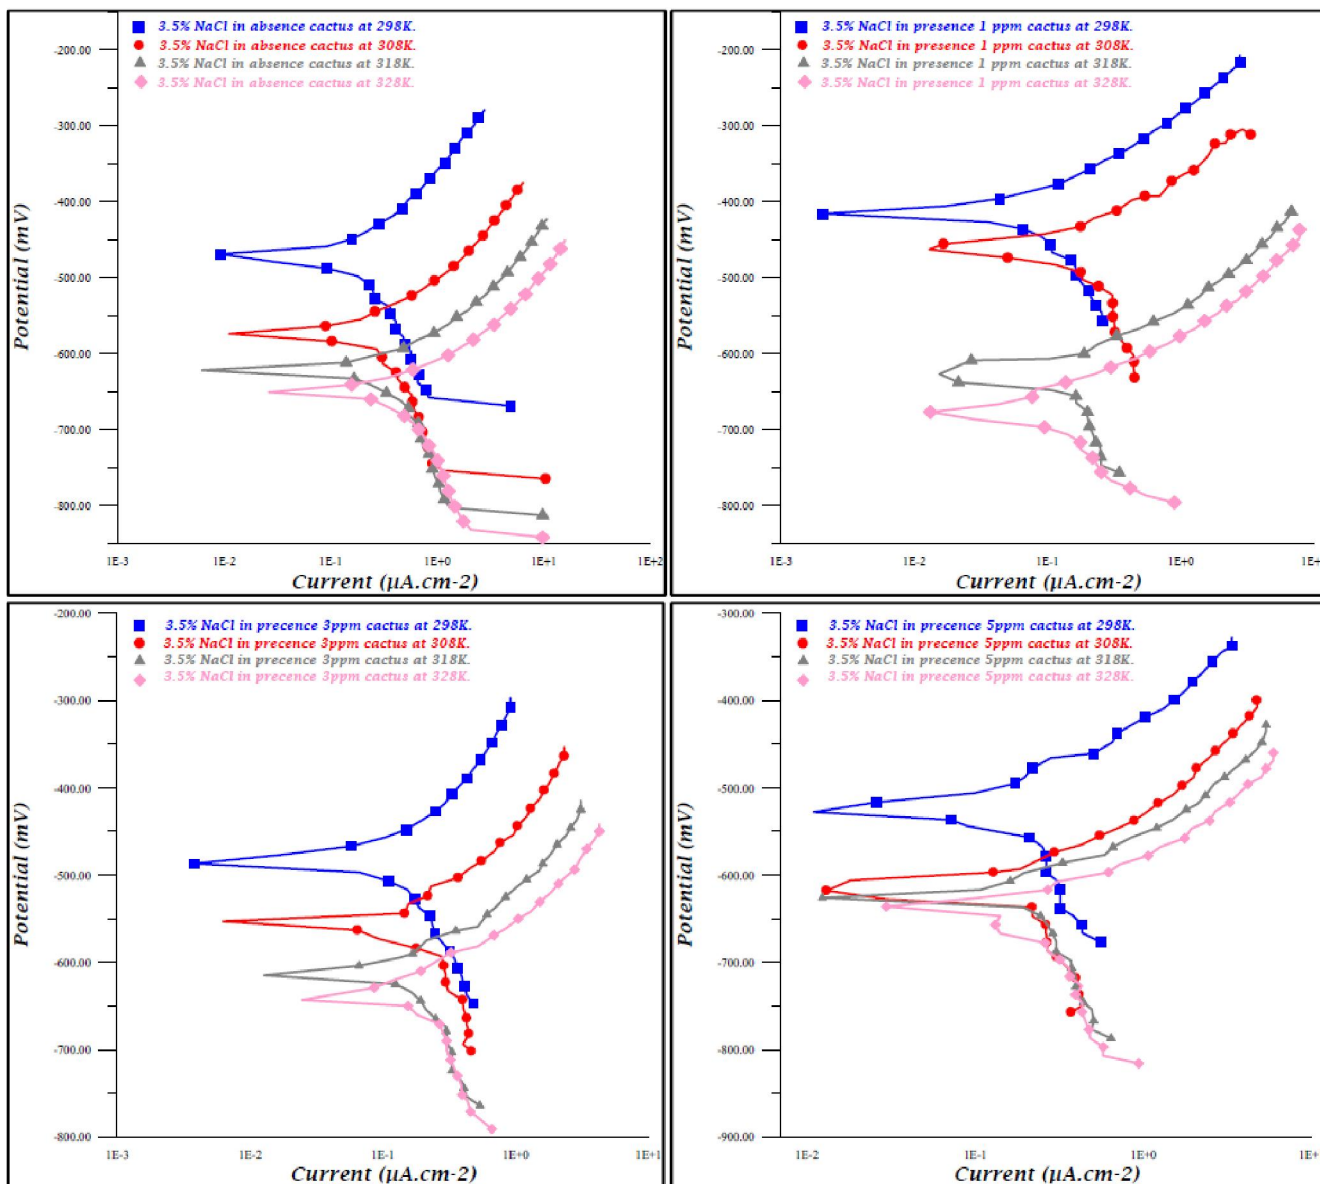 3.5% NaCl in absence cactus at 298K.
3.5% NaCl in absence cactus at 308K.
3.5% NaCl in absence cactus at 318K.
3.5% NaCl in absence cactus at 328K.
-200.00
-300.00
-400.00
-500.00
-600.00
-700.00
-800.00
Potential (mV)
1E-3
1E-2
1E-1
1E+0
1E+1
1E+2
Current (µA.cm-2)
3.5% NaCl in presence 1 ppm cactus at 298K.
3.5% NaCl in presence 1 ppm cactus at 308K.
3.5% NaCl in presence 1 ppm cactus at 318K.
3.5% NaCl in presence 1 ppm cactus at 328K.
-200.00
-300.00
-400.00
-500.00
-600.00
-700.00
-800.00
Potential (mV)
1E-3
1E-2
1E-1
1E+0
1E+
Current (µA.cm-2)
3.5% NaCl in precence 3ppm cactus at 298K.
3.5% NaCl in precence 3ppm cactus at 308K.
3.5% NaCl in precence 3ppm cactus at 318K.
3.5% NaCl in precence 3ppm cactus at 328K.
-200.00
-300.00
-400.00
-500.00
-600.00
-700.00
-800.00
Potential (mV)
1E-3
1E-2
1E-1
1E+0
1E+1
Current (µA.cm-2)
3.5% NaCl in precence 5ppm cactus at 298K.
3.5% NaCl in precence 5ppm cactus at 308K.
3.5% NaCl in precence 5ppm cactus at 318K.
3.5% NaCl in precence 5ppm cactus at 328K.
-300.00
-400.00
-500.00
-600.00
-700.00
-800.00
-900.00
Potential (mV)
1E-2
1E-1
1E+0
1E+
Current (µA.cm-2)